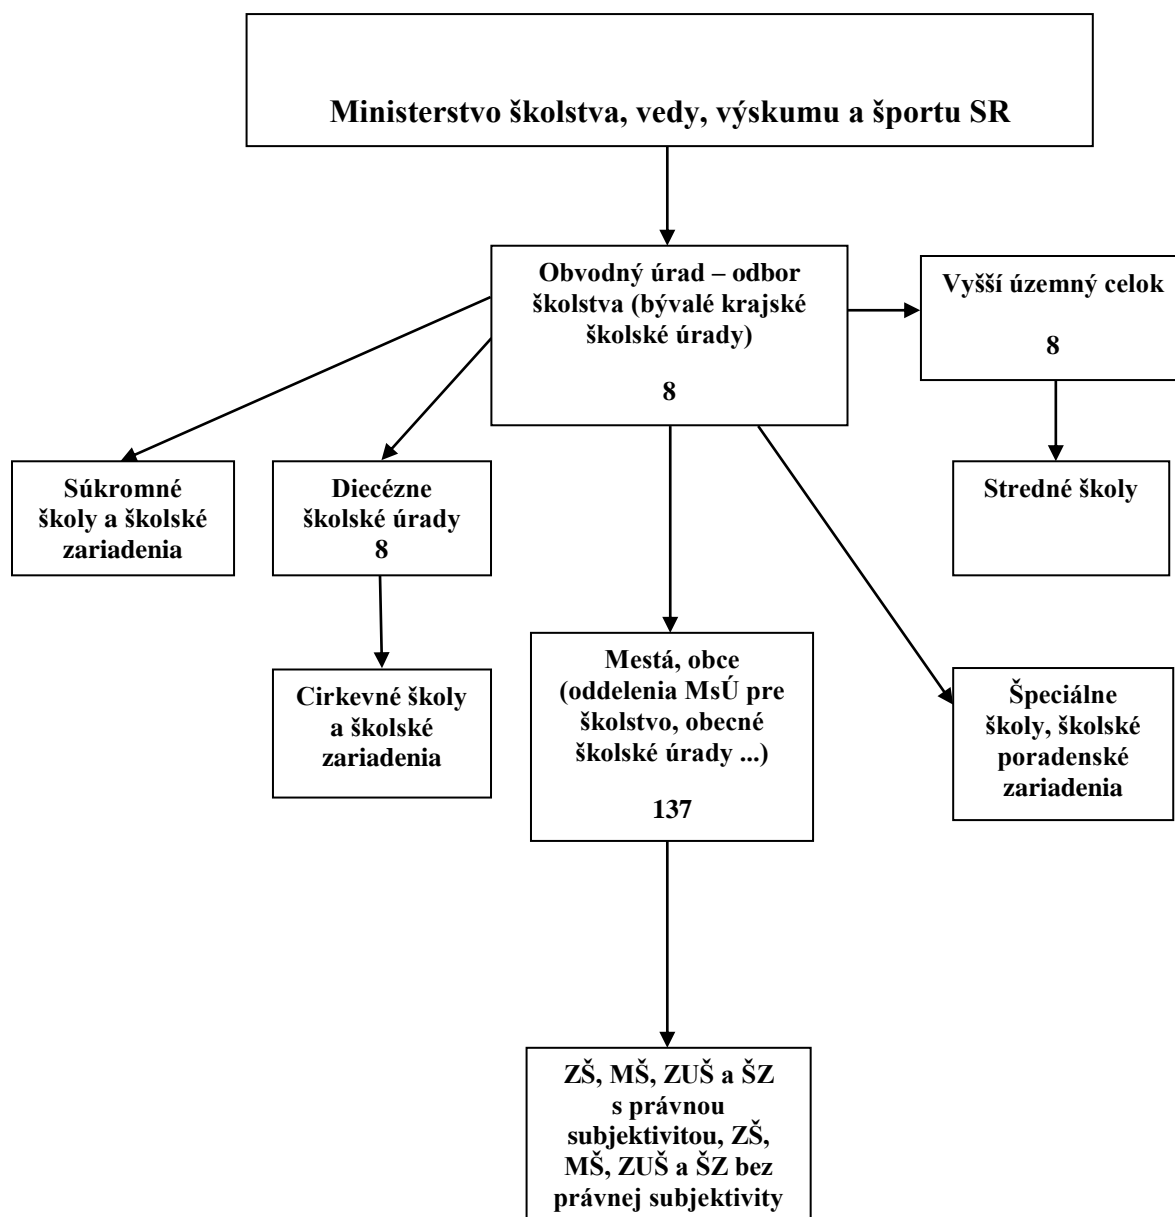 Ministerstvo školstva, vedy, výskumu a športu SR
Obvodný úrad – odbor
školstva (bývalé krajské
školské úrady)
8
Vyšší územný celok
8
Súkromné
školy a školské
zariadenia
Diecézne
školské úrady
8
Stredné školy
Cirkevné školy
a školské
zariadenia
Mestá, obce
(oddelenia MsÚ pre
školstvo, obecné
školské úrady ...)
137
Špeciálne
školy, školské
poradenské
zariadenia
ZŠ, MŠ, ZUŠ a ŠZ
s právnou
subjektivitou, ZŠ,
MŠ, ZUŠ a ŠZ bez
právnej subjektivity